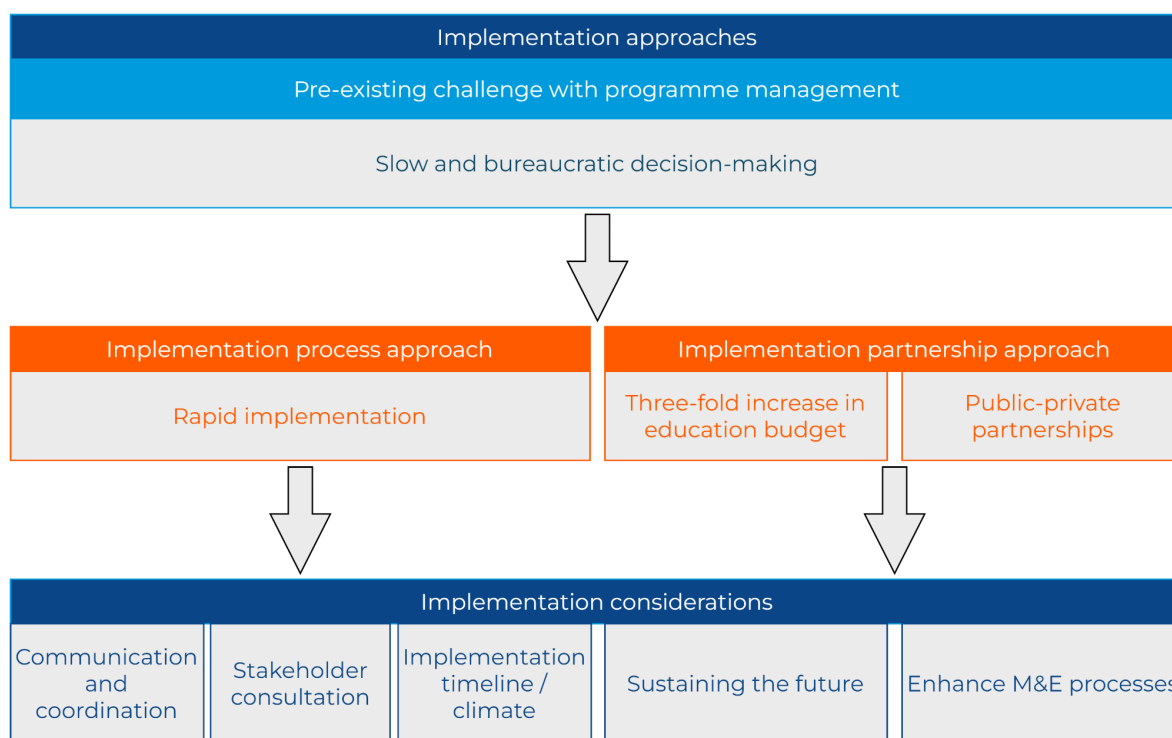 Implementation approaches
Pre-existing challenge with programme management
Slow and bureaucratic decision-making
Implementation process approach
Rapid implementation
Implementation partnership approach
Three-fold increase in
education budget
Public-private
partnerships
Implementation considerations
Communication
and
coordination
Stakeholder
consultation
Implementation
timeline /
climate
Sustaining the future
Enhance M&E processes